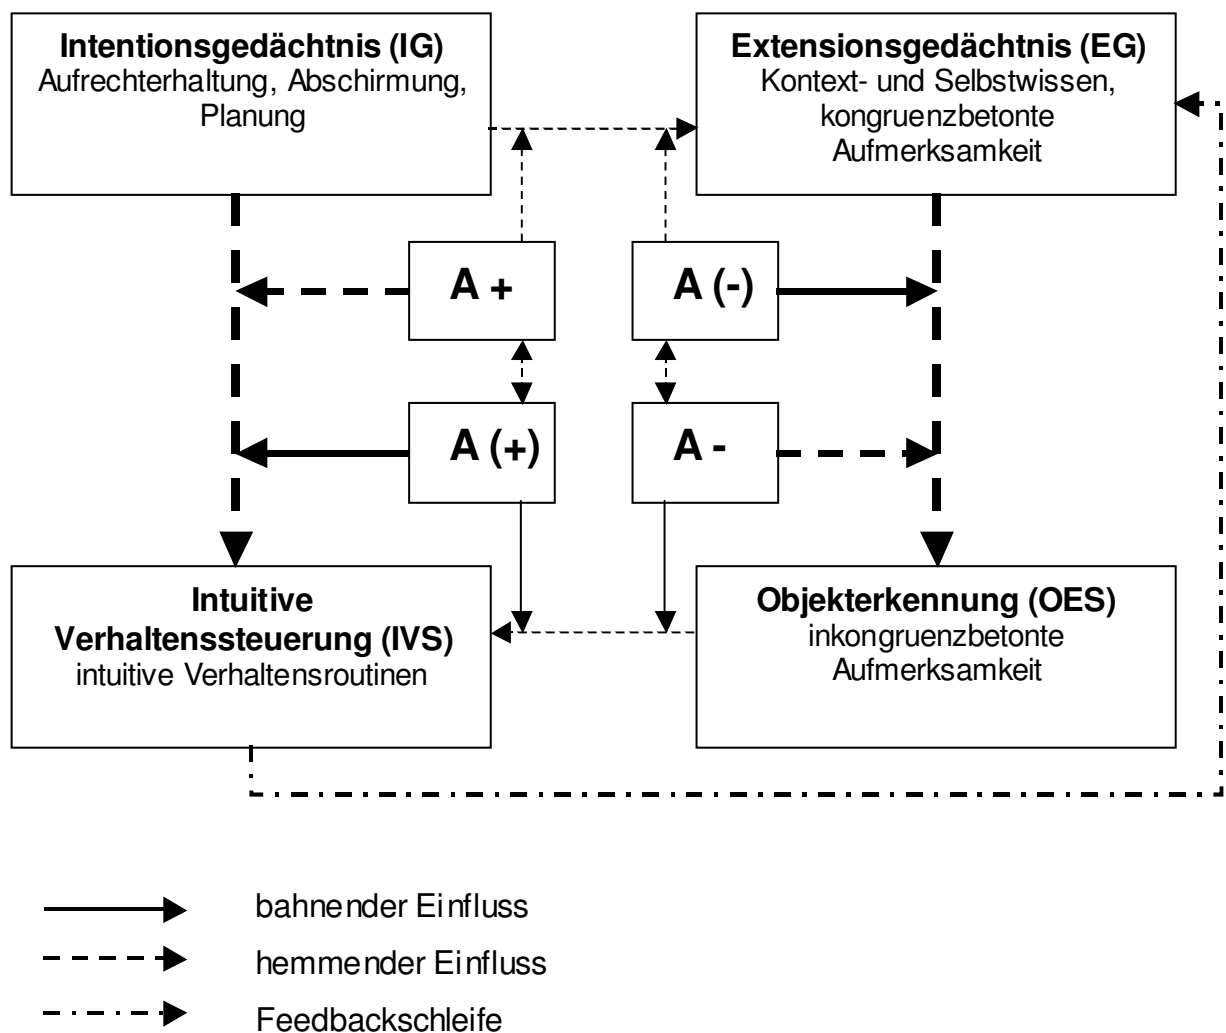 Intentionsgedächtnis (IG)
Aufrechterhaltung, Abschirmung,
Planung
Extensionsgedächtnis (EG)
Kontext- und Selbstwissen,
kongruenzbetonte
Aufmerksamkeit
A +
A (-)
A (+)
A -
Intuitive
Verhaltenssteuerung (IVS)
intuitive Verhaltensroutinen
Objekterkennung (OES)
inkongruenzbetonte
Aufmerksamkeit
bahnender Einfluss
hemmender Einfluss
Feedbackschleife